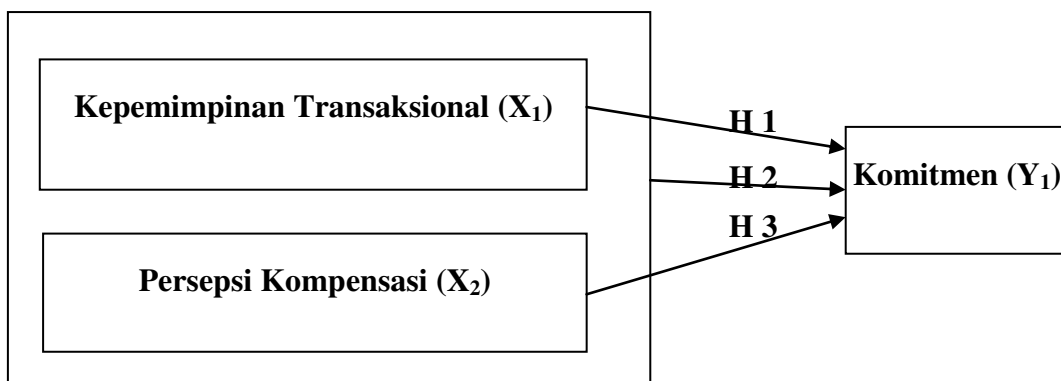 Kepemimpinan Transaksional (X₁)
H 1
Komitmen (Y₁)
H 2
H 3
Persepsi Kompensasi (X₂)